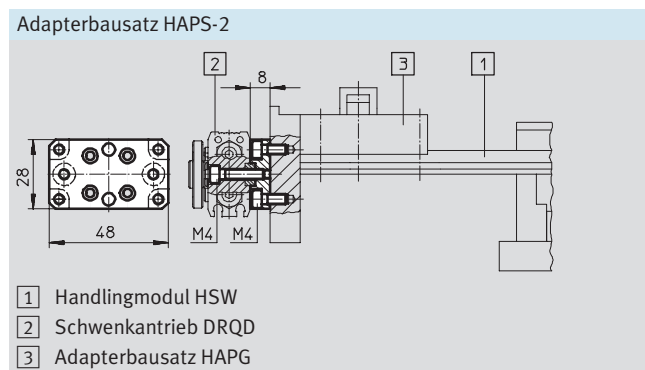 Adapterbausatz HAPS-2
2
8
3
1
28
48
M4
M4
1 Handlingmodul HSW
2 Schwenkantrieb DRQD
3 Adapterbausatz HAPG